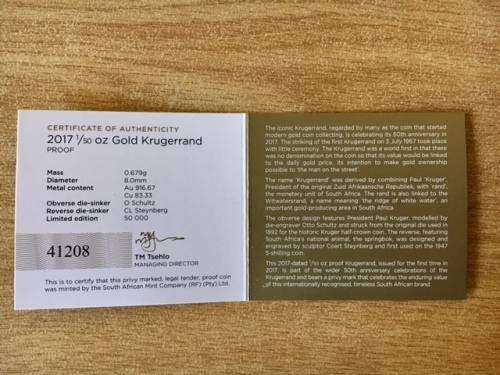 CERTIFICATE OF AUTHENTICITY
2017 1/50 oz Gold Krugerrand
PROOF
Mass 0.679g
Diameter 8.0mm
Metal content Au 916.67
Cu 83.33
Obverse die-sinker O Schultz
Reverse die-sinker CL Steynberg
Limited edition 50 000
41208
TM Tsehlo
MANAGING DIRECTOR
This is to certify that this privy marked, legal tender, proof coin
was minted by the South African Mint Company (RF) (Pty) Ltd.
The iconic Krugerrand, regarded by many as the coin that started
modern gold coin collecting, is celebrating its 50th anniversary in
2017. The striking of the first Krugerrand on 3 July 1967 took place
with little ceremony. The Krugerrand was a world first in that there
was no denomination on the coin so that its value would be linked
to the daily gold price, its intention to make gold ownership
possible to 'the man on the street'.
The name 'Krugerrand' was derived by combining Paul 'Kruger',
President of the original Zuid Afrikaansche Republiek, with 'rand',
the monetary unit of South Africa. The rand is also linked to the
Witwatersrand, a name meaning 'the ridge of white water', an
important gold-producing area in South Africa.
The obverse design features President Paul Kruger, modelled by
die-engraver Otto Schultz and struck from the original die used in
1892 for the historic Kruger half-crown coin. The reverse, featuring
South Africa's national animal, the springbok, was designed and
engraved by sculptor Coert Steynberg and first used on the 1947
5-shilling coin.
This 2017-dated 1/50 oz proof Krugerrand, issued for the first time in
2017, is part of the wider 50th anniversary celebrations of the
Krugerrand and bears a privy mark that celebrates the enduring value
of this internationally recognised, timeless South African brand.